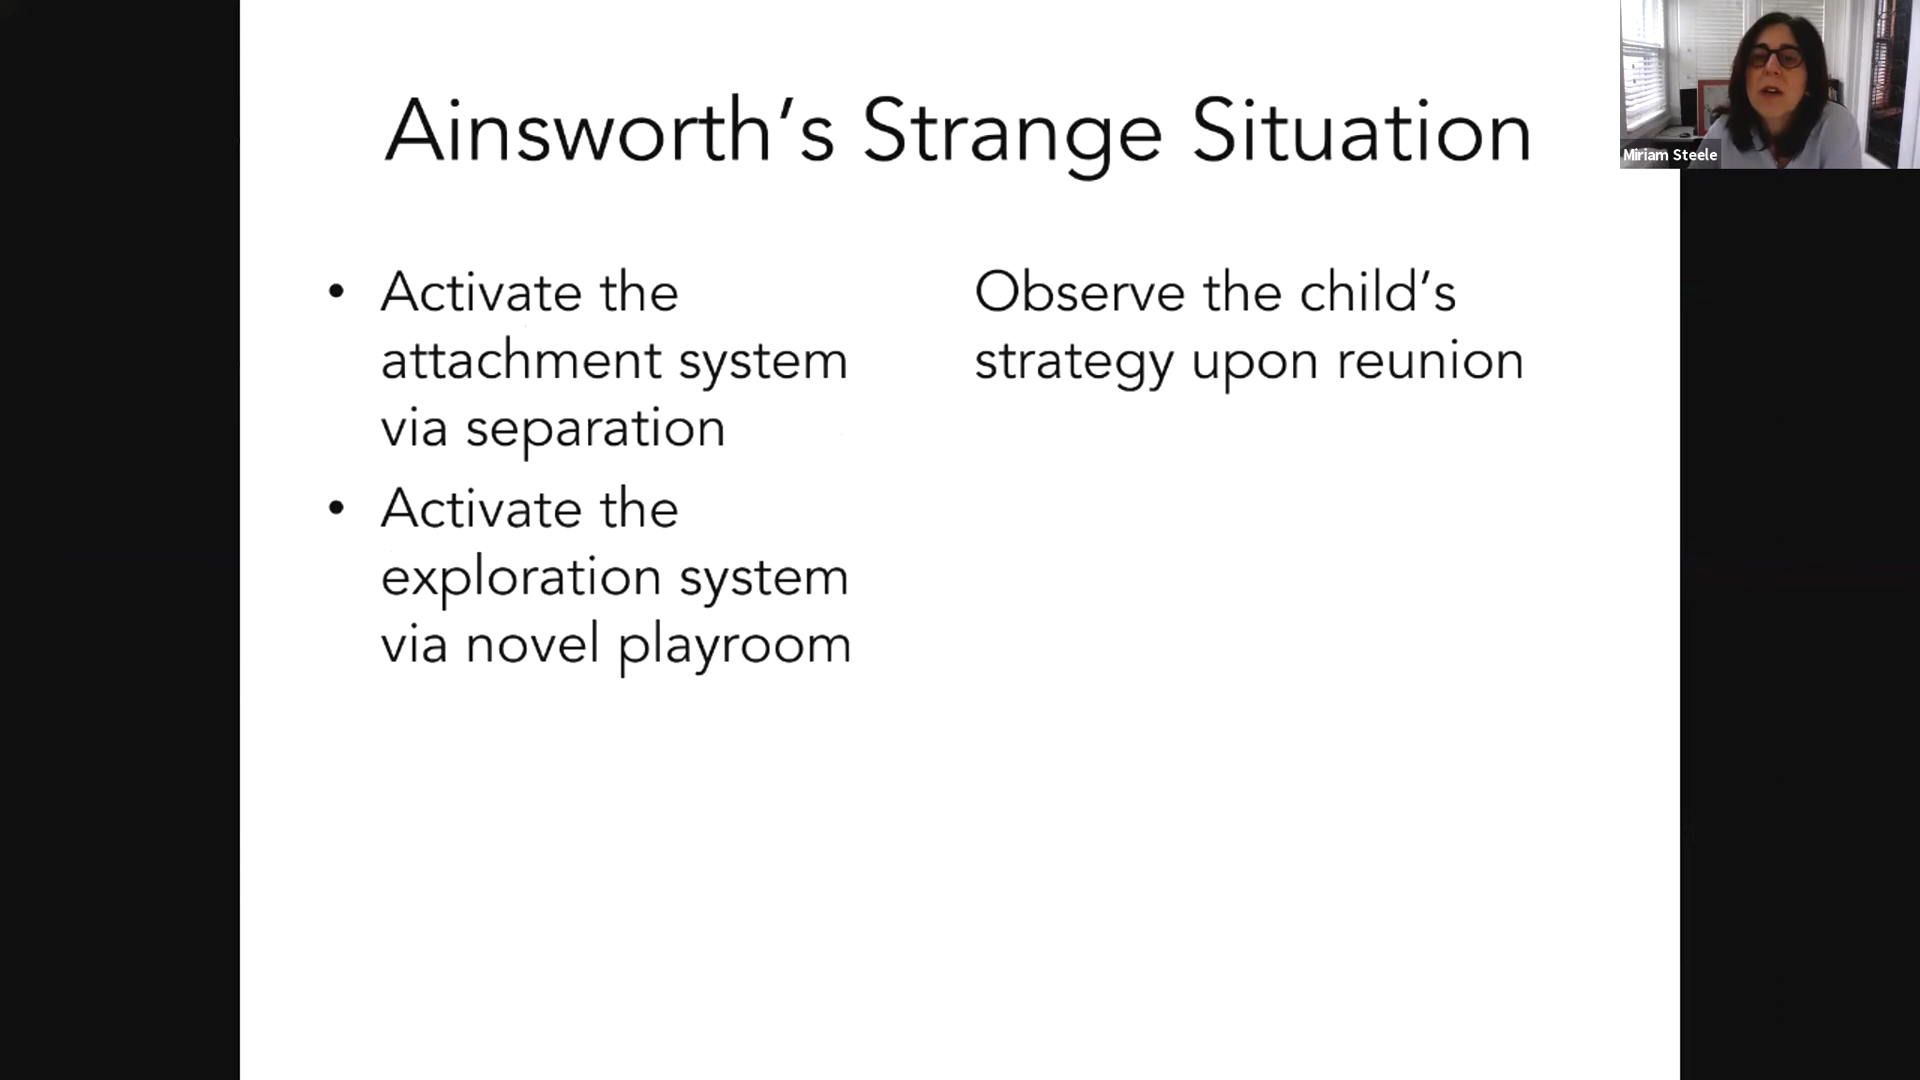 Ainsworth’s Strange Situation
• Activate the
attachment system
via separation
• Activate the
exploration system
via novel playroom
Observe the child’s
strategy upon reunion
Miriam Steele